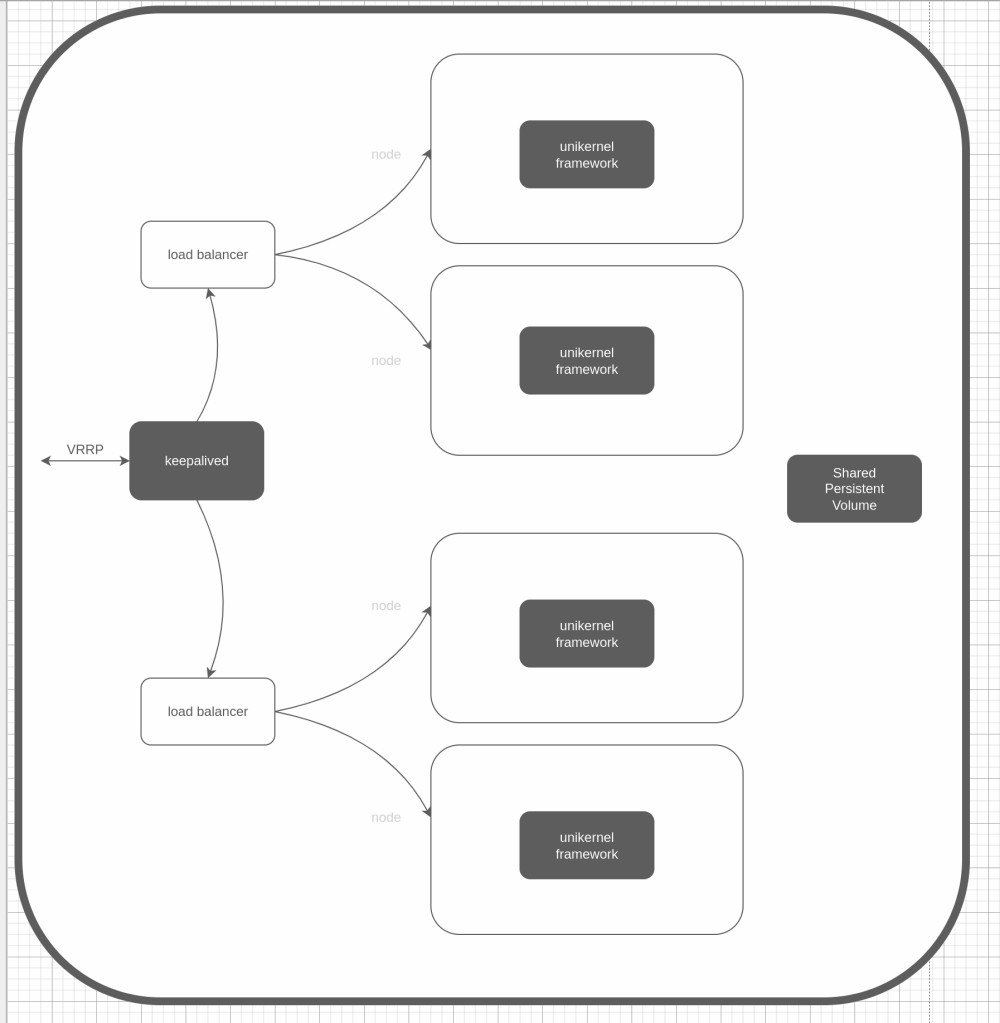 node
unikernel
framework
load balancer
node
unikernel
framework
VRRP
keepalived
Shared
Persistent
Volume
node
unikernel
framework
load balancer
node
unikernel
framework